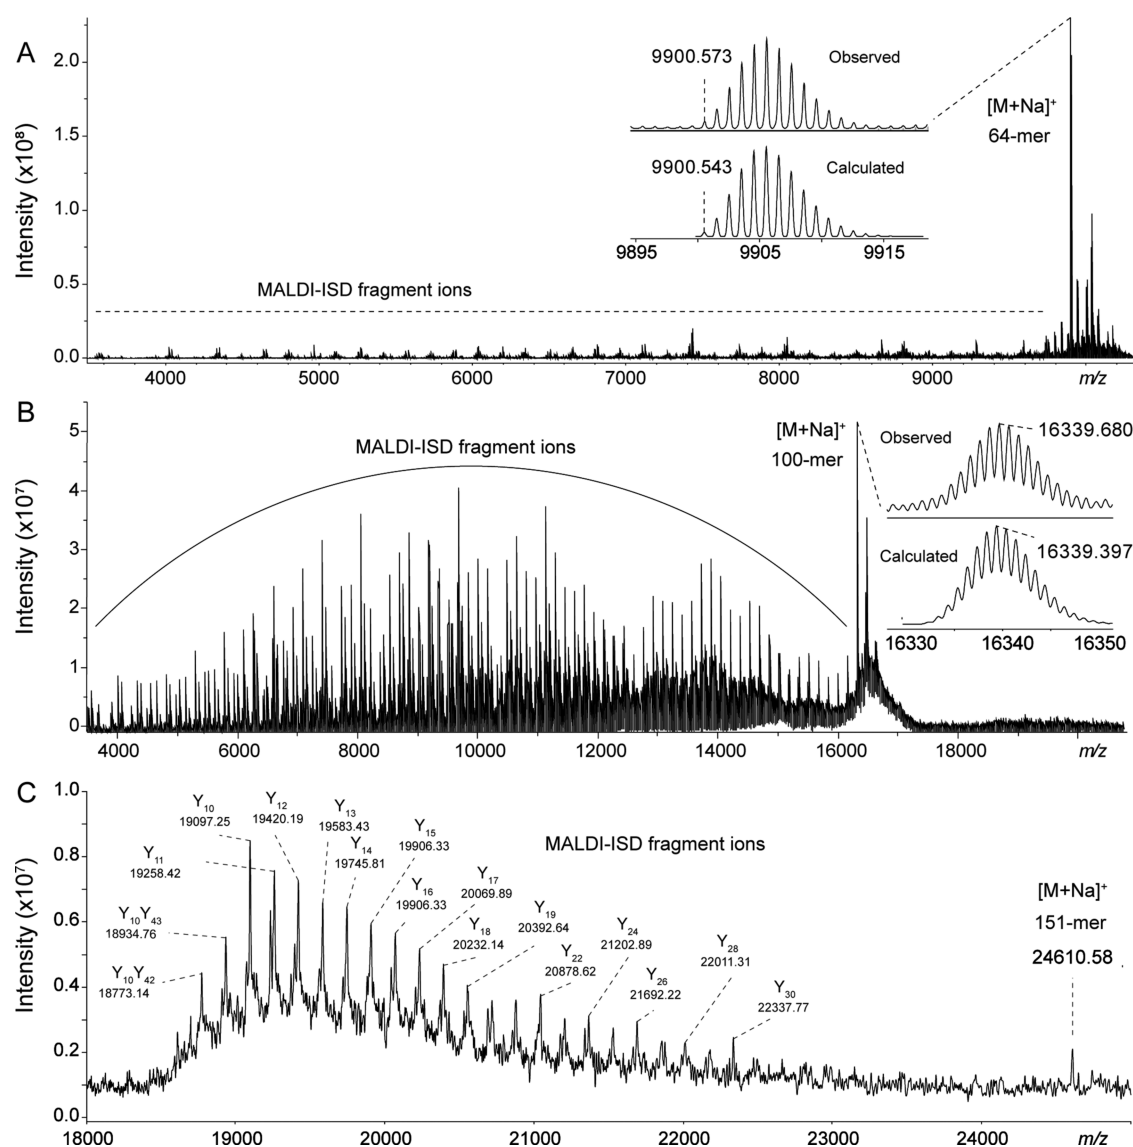 A
Intensity (x10⁸)
2.0
1.5
1.0
0.5
0.0
9900.573
Observed
9900.543
Calculated
9895
9905
9915
[M+Na]⁺
64-mer
MALDI-ISD fragment ions
4000
5000
6000
7000
8000
9000
m/z
B
Intensity (x10⁷)
5
4
3
2
1
0
MALDI-ISD fragment ions
[M+Na]⁺
100-mer
Observed
16339.680
Calculated
16339.397
16330
16340
16350
4000
6000
8000
10000
12000
14000
16000
18000
m/z
C
Intensity (x10⁷)
1.0
0.8
0.6
0.4
0.2
0.0
Y₁₀
19097.25
Y₁₂
19420.19
Y₁₃
19583.43
Y₁₄
19745.81
Y₁₅
19906.33
Y₁₁
19258.42
Y₁₆
19906.33
Y₁₇
20069.89
Y₁₀Y₄₃
18934.76
Y₁₈
20232.14
Y₁₉
20392.64
Y₁₀Y₄₂
18773.14
Y₂₂
20878.62
Y₂₄
21202.89
Y₂₆
21692.22
Y₂₈
22011.31
Y₃₀
22337.77
MALDI-ISD fragment ions
[M+Na]⁺
151-mer
24610.58
18000
19000
20000
21000
22000
23000
24000
m/z